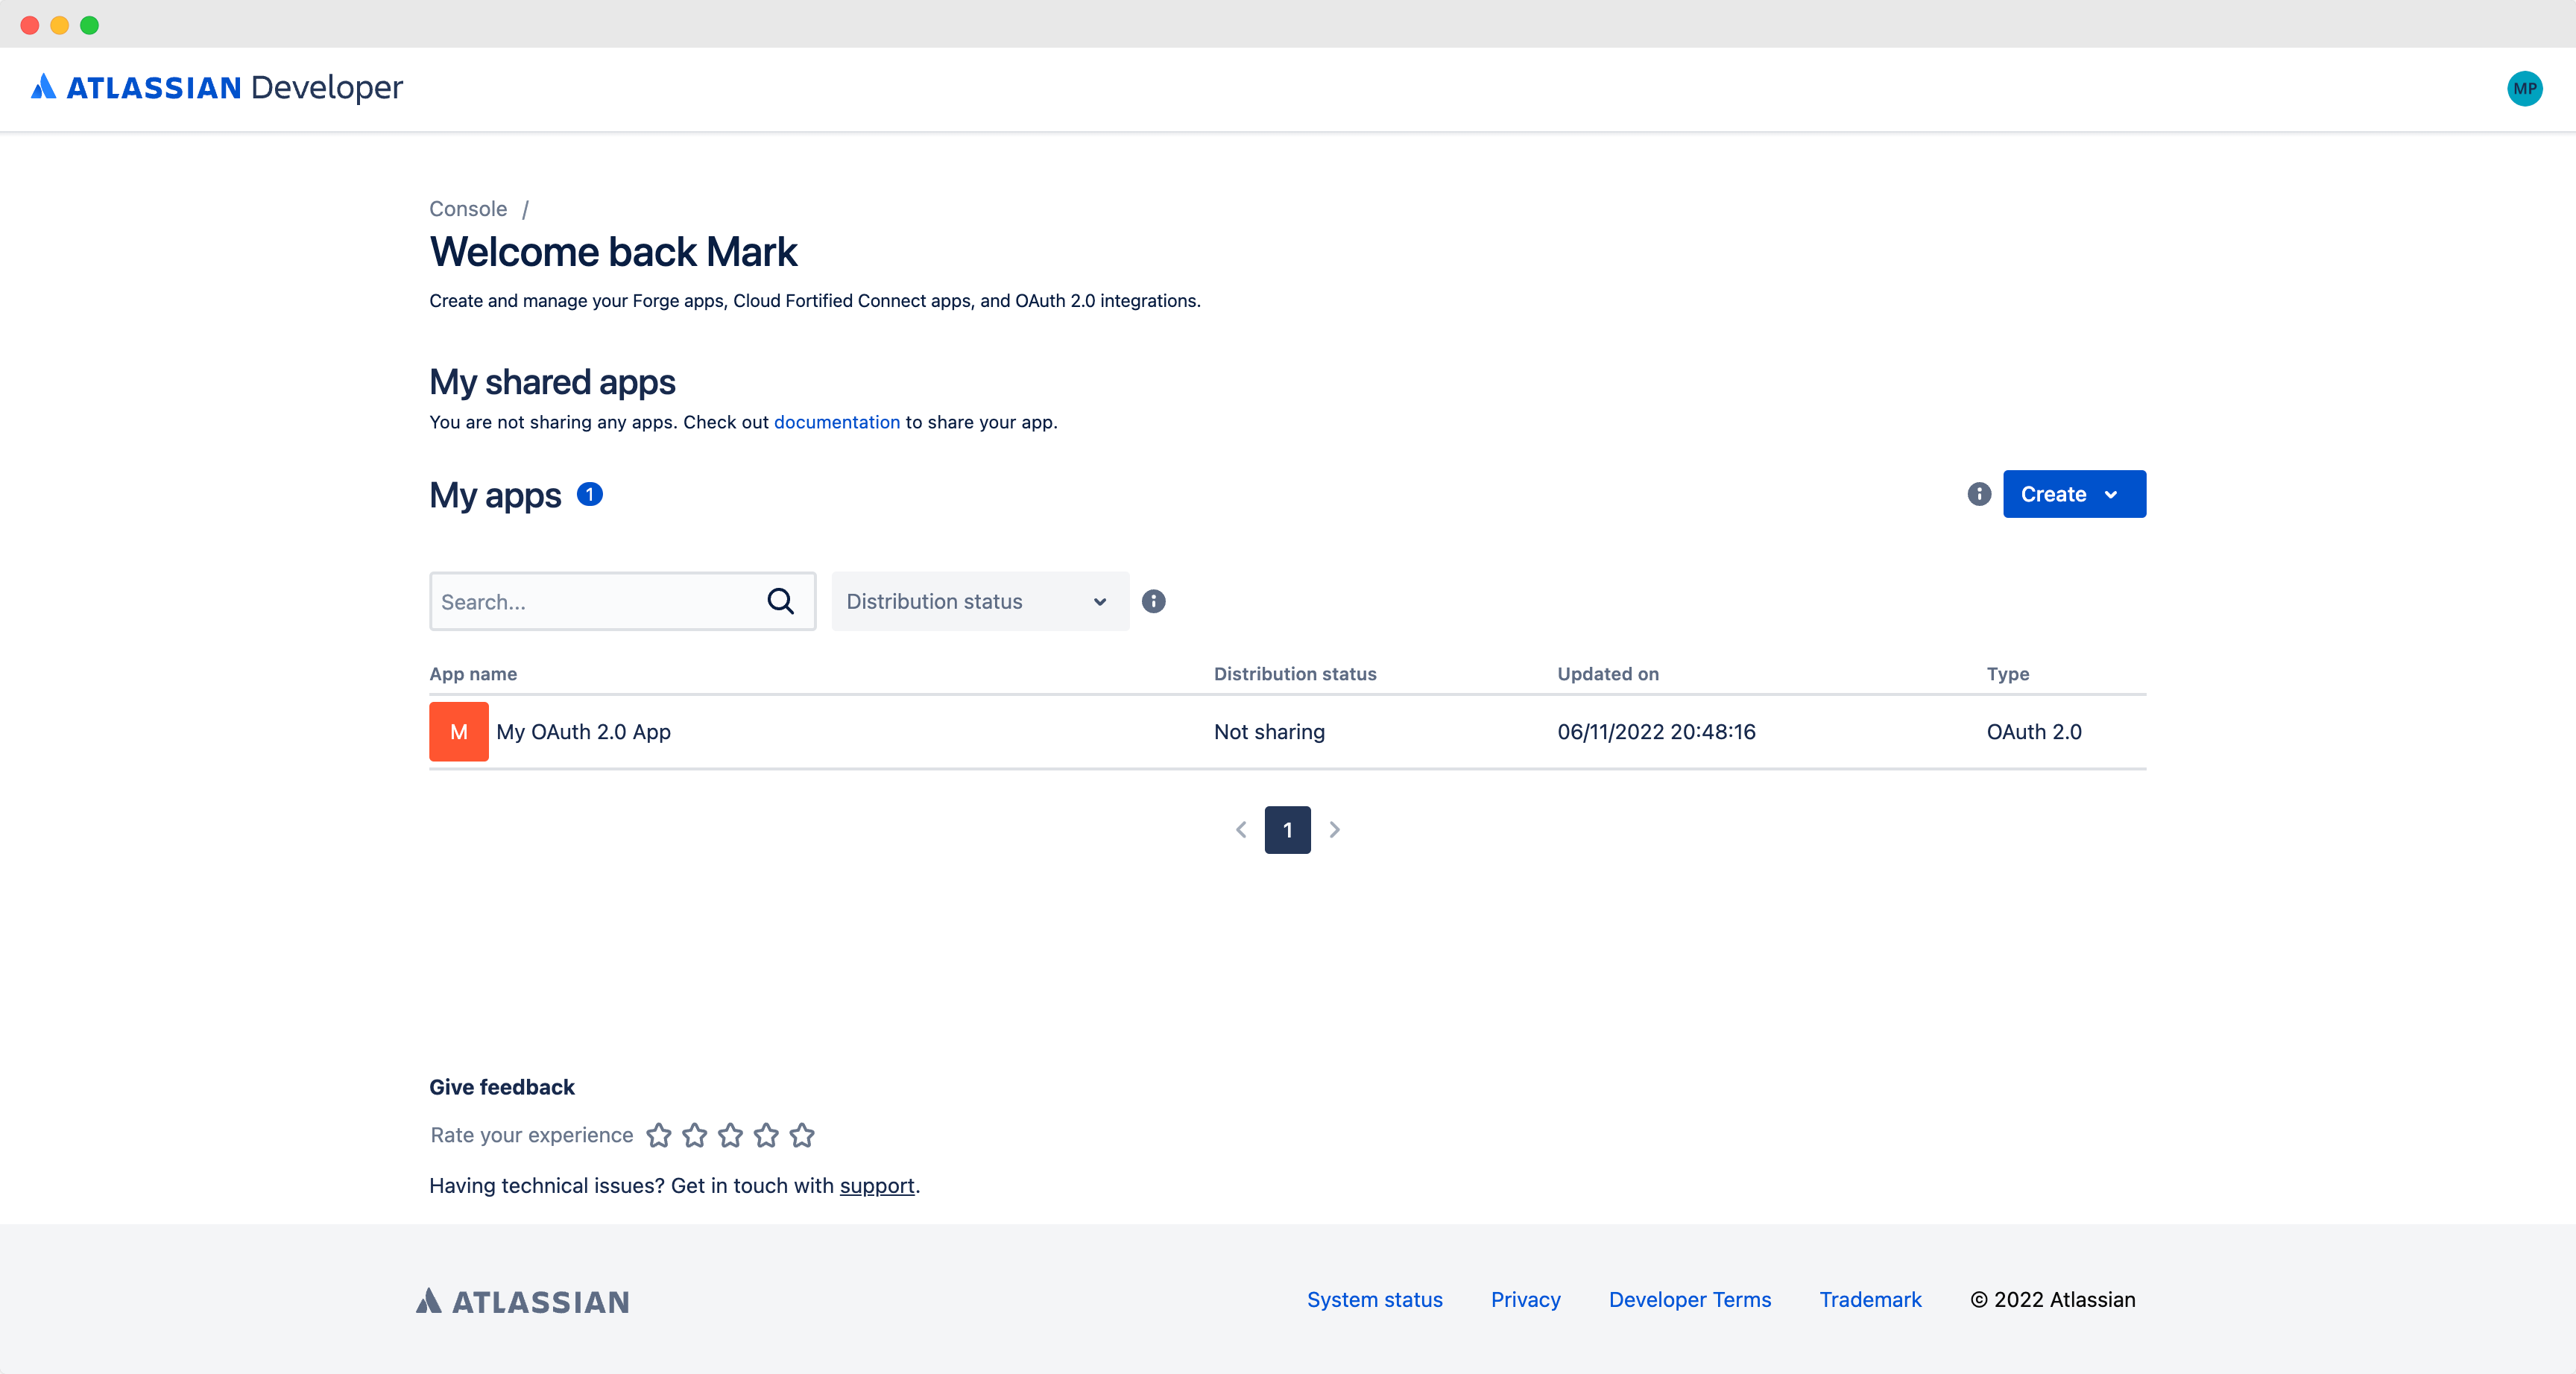 ATLASSIAN Developer
MP
Console /
Welcome back Mark
Create and manage your Forge apps, Cloud Fortified Connect apps, and OAuth 2.0 integrations.
My shared apps
You are not sharing any apps. Check out documentation to share your app.
My apps 1
Create
Search...
Distribution status
App name Distribution status Updated on Type
M My OAuth 2.0 App Not sharing 06/11/2022 20:48:16 OAuth 2.0
1
Give feedback
Rate your experience
Having technical issues? Get in touch with support.
ATLASSIAN
System status Privacy Developer Terms Trademark © 2022 Atlassian